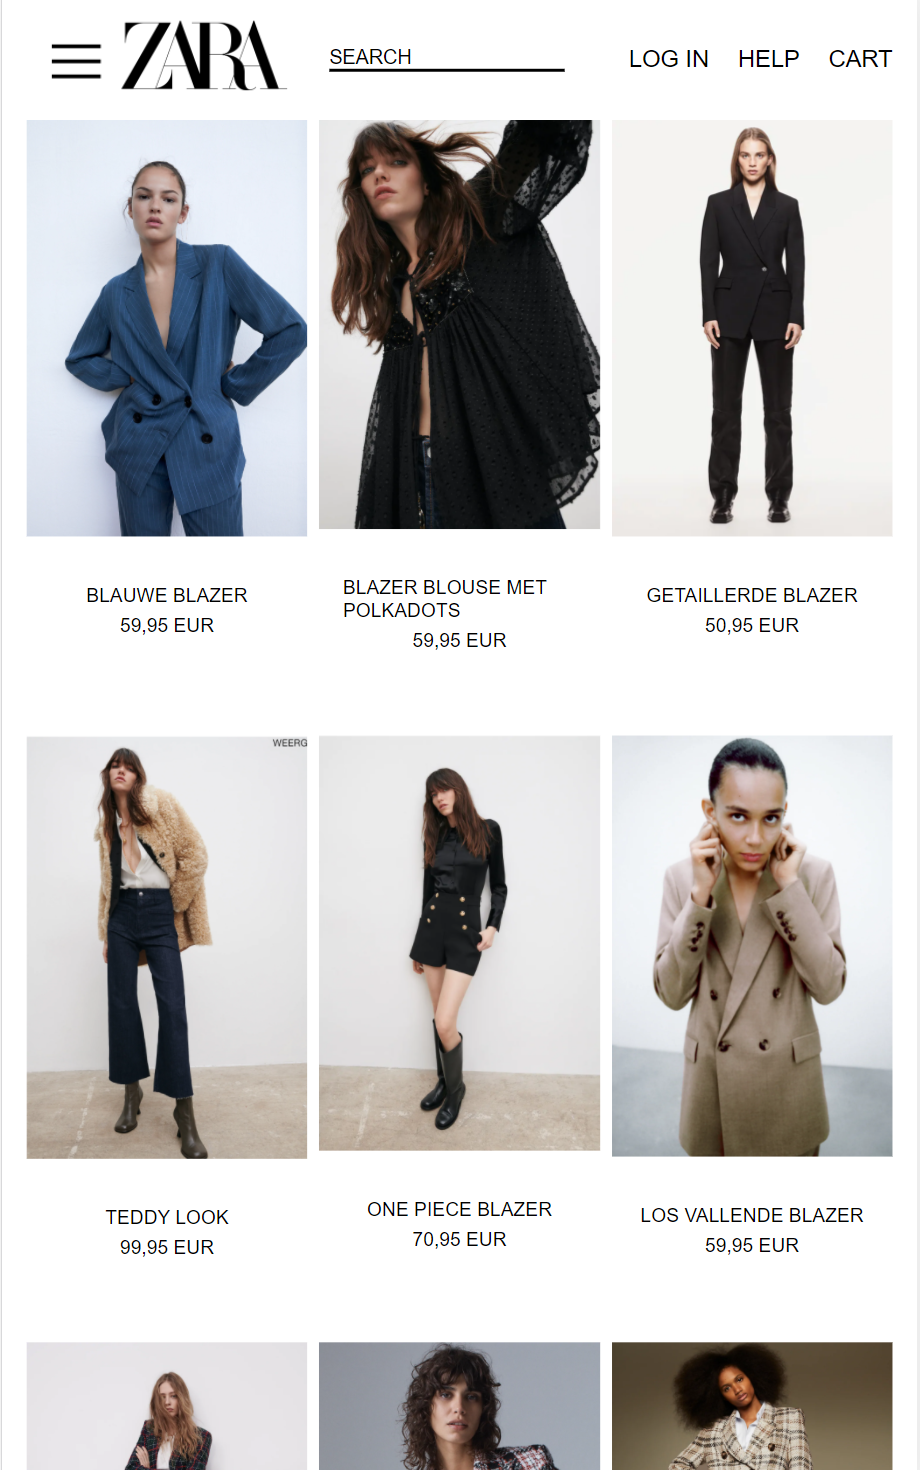 ZARA
SEARCH
LOG IN HELP CART
BLAUWE BLAZER
59,95 EUR
BLAZER BLOUSE MET
POLKADOTS
59,95 EUR
GETAILLERDE BLAZER
50,95 EUR
WEERG
TEDDY LOOK
99,95 EUR
ONE PIECE BLAZER
70,95 EUR
LOS VALLENDE BLAZER
59,95 EUR